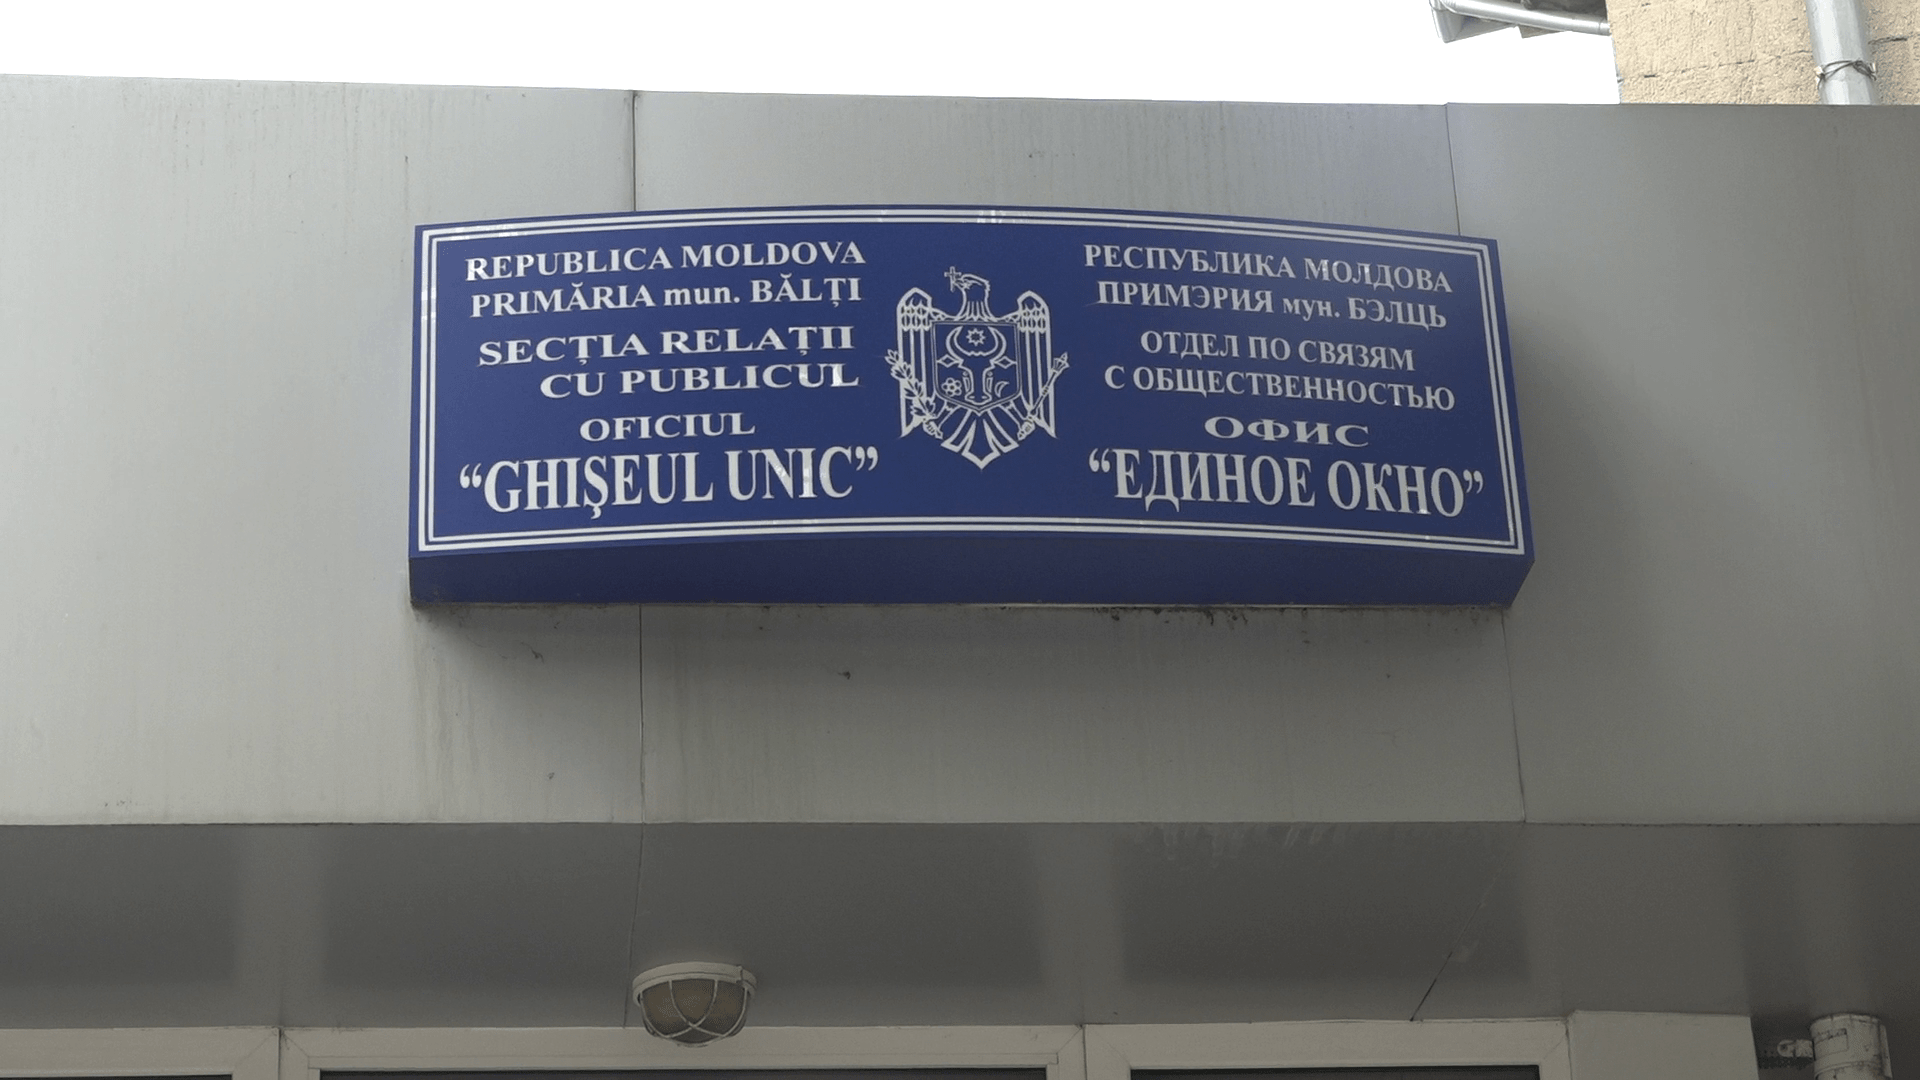 REPUBLICA MOLDOVA
PRIMĂRIA mun. BĂLȚI
SECȚIA RELAȚII
CU PUBLICUL
OFICIUL
“GHIŞEUL UNIC”
РЕСПУБЛИКА МОЛДОВА
ПРИМЭРИЯ мун. БЭЛЦЬ
ОТДЕЛ ПО СВЯЗЯМ
С ОБЩЕСТВЕННОСТЬЮ
ОФИС
“ЕДИНОЕ ОКНО”